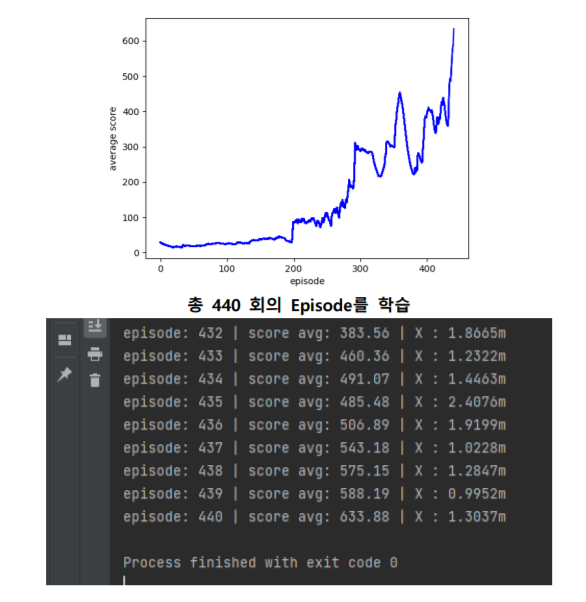 600
500
400
300
200
100
0
average score
0 100 200 300 400
episode
총 440 회의 Episode를 학습
episode: 432 | score avg: 383.56 | X : 1.8665m
episode: 433 | score avg: 460.36 | X : 1.2322m
episode: 434 | score avg: 491.07 | X : 1.4463m
episode: 435 | score avg: 485.48 | X : 2.4076m
episode: 436 | score avg: 506.89 | X : 1.9199m
episode: 437 | score avg: 543.18 | X : 1.0228m
episode: 438 | score avg: 575.15 | X : 1.2847m
episode: 439 | score avg: 588.19 | X : 0.9952m
episode: 440 | score avg: 633.88 | X : 1.3037m
Process finished with exit code 0